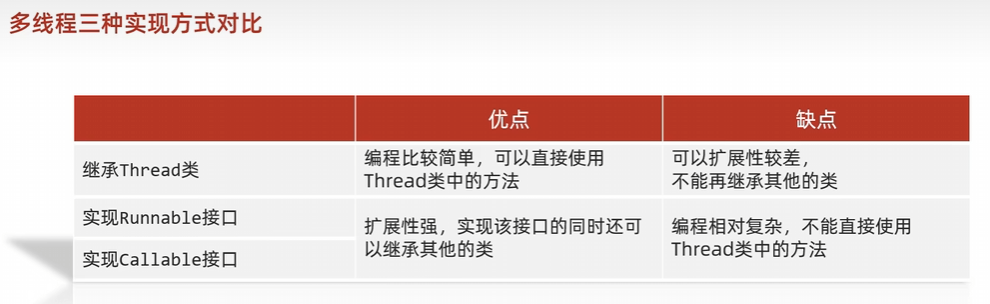 多线程三种实现方式对比
优点
缺点
继承Thread类
编程比较简单，可以直接使用
Thread类中的方法
可以扩展性较差，
不能再继承其他的类
实现Runnable接口
实现Callable接口
扩展性强，实现该接口的同时还可
以继承其他的类
编程相对复杂，不能直接使用
Thread类中的方法